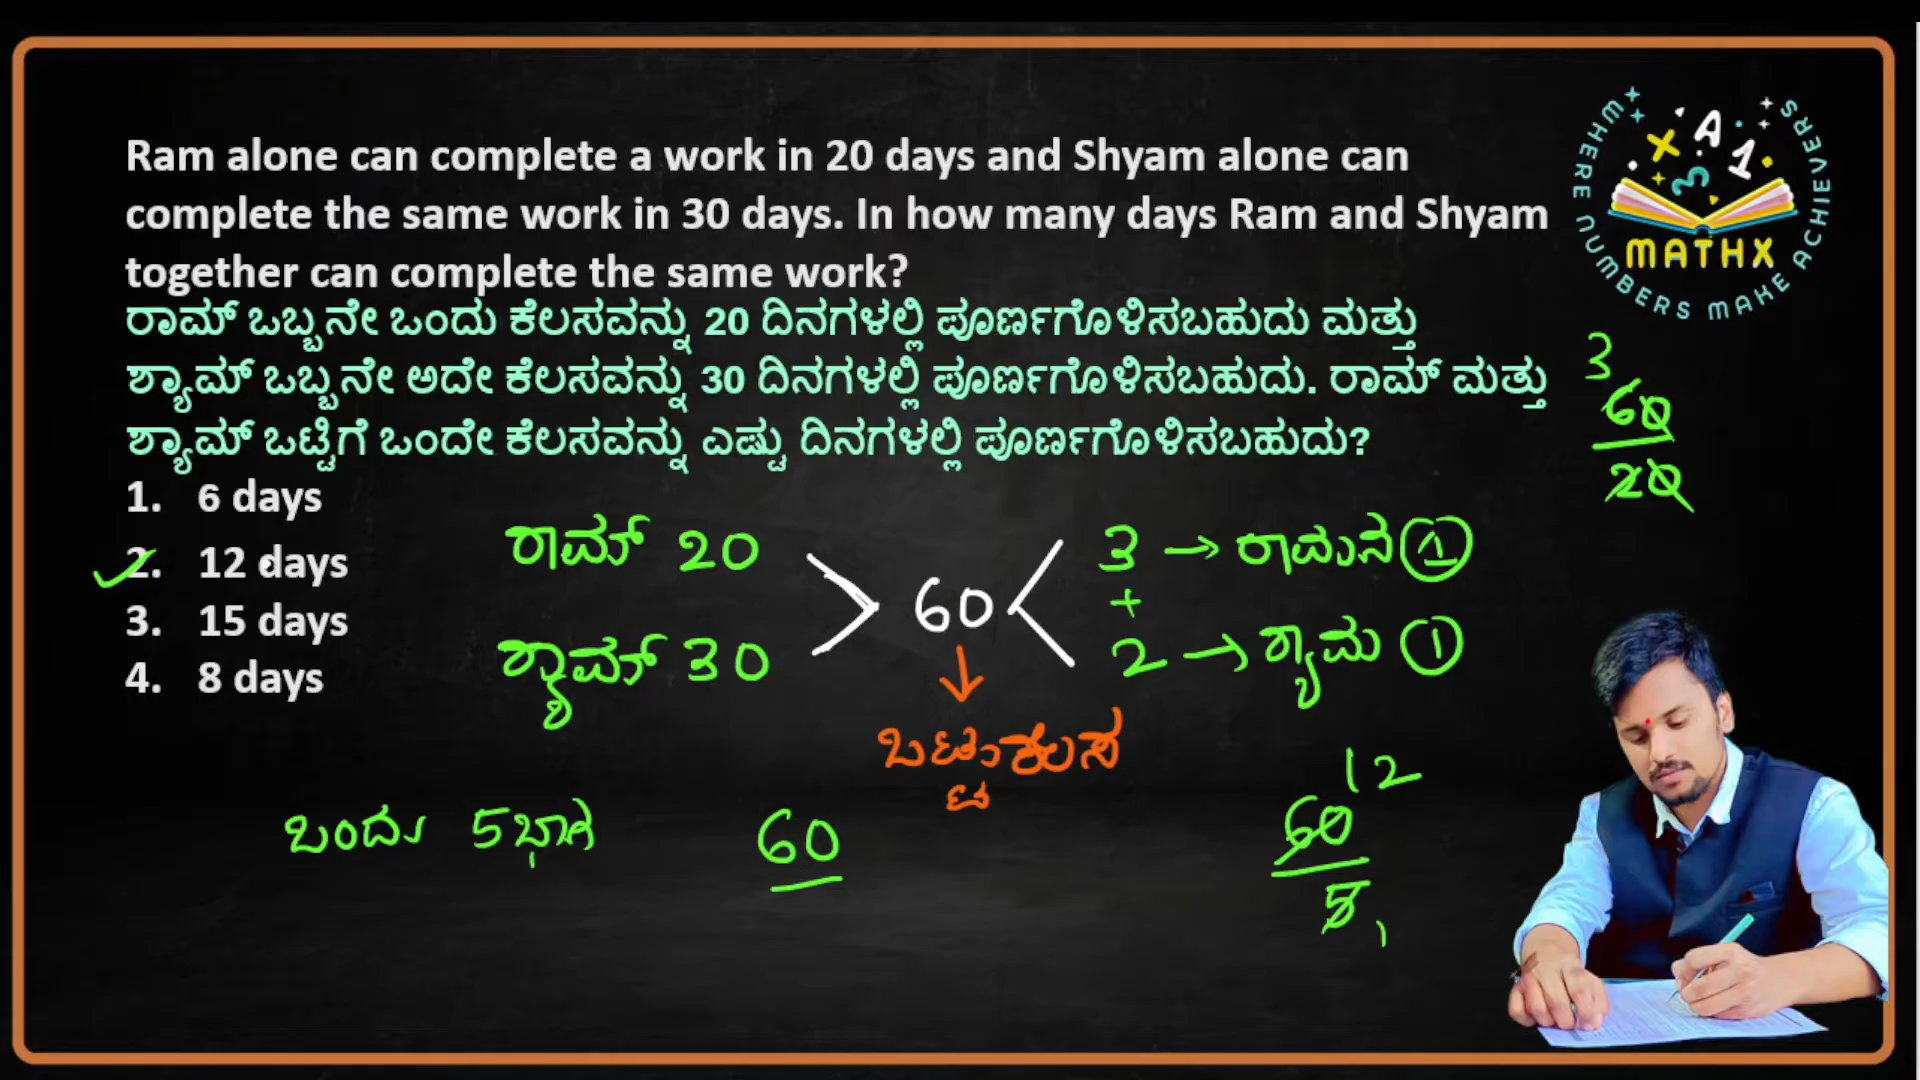 Ram alone can complete a work in 20 days and Shyam alone can
complete the same work in 30 days. In how many days Ram and Shyam
together can complete the same work?
ರಾಮ್ ಒಬ್ಬನೇ ಒಂದು ಕೆಲಸವನ್ನು 20 ದಿನಗಳಲ್ಲಿ ಪೂರ್ಣಗೊಳಿಸಬಹುದು ಮತ್ತು
ಶ್ಯಾಮ್ ಒಬ್ಬನೇ ಅದೇ ಕೆಲಸವನ್ನು 30 ದಿನಗಳಲ್ಲಿ ಪೂರ್ಣಗೊಳಿಸಬಹುದು. ರಾಮ್ ಮತ್ತು
ಶ್ಯಾಮ್ ಒಟ್ಟಿಗೆ ಒಂದೇ ಕೆಲಸವನ್ನು ಎಷ್ಟು ದಿನಗಳಲ್ಲಿ ಪೂರ್ಣಗೊಳಿಸಬಹುದು?
1. 6 days
2. 12 days
3. 15 days
4. 8 days
WHERE NUMBERS MAKE ACHIEVERS
MATHX
3
60
20
ರಾಮ್ 20
ಶ್ಯಾಮ್ 30
60
3 → ರಾಮನ 1
+
2 → ಶ್ಯಾಮ 1
ಒಂದು 5 ಭಾಗ
60
12
60
5
1